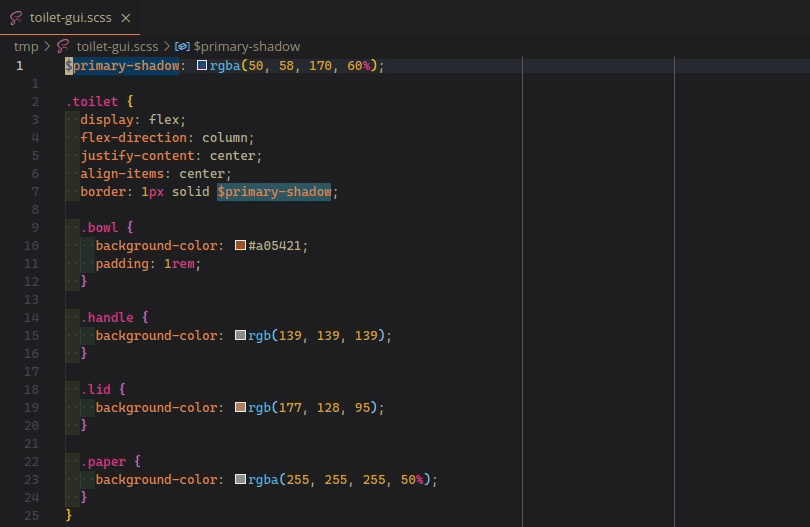 toilet-gui.scss
tmp > toilet-gui.scss > $primary-shadow
1 $primary-shadow: rgba(50, 58, 170, 60%);
1
2 .toilet {
3 display: flex;
4 flex-direction: column;
5 justify-content: center;
6 align-items: center;
7 border: 1px solid $primary-shadow;
8
9 .bowl {
10 background-color: #a05421;
11 padding: 1rem;
12 }
13
14 .handle {
15 background-color: rgb(139, 139, 139);
16 }
17
18 .lid {
19 background-color: rgb(177, 128, 95);
20 }
21
22 .paper {
23 background-color: rgba(255, 255, 255, 50%);
24 }
25 }